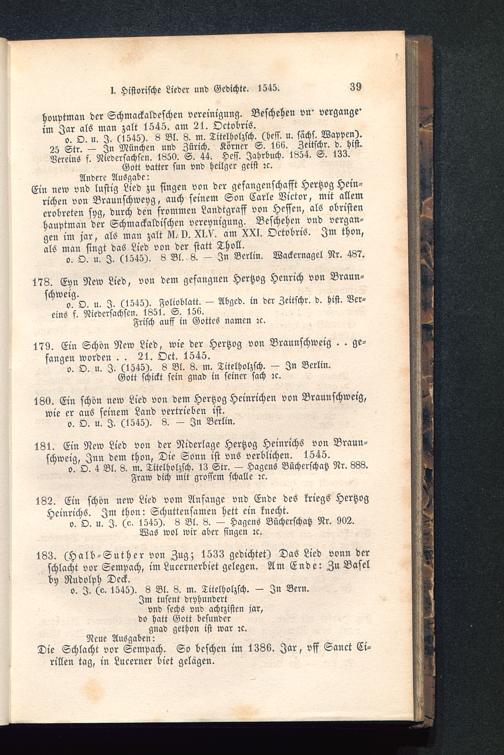 I. Historische Lieder und Gedichte. 1545. 39
houptman der Schmackaldeschen vereinigung. Beschehen vn' vergange'
im Jar als man zalt 1545. am 21. Octobris.
o. O. u. J. (1545). 8 Bl. 8. m. Titelholzsch. (hess. u. sächs. Wappen).
25 Str. — In München und Zürich. Körner S. 166. Zeitschr. d. hist.
Vereins f. Niedersachsen. 1850. S. 44. Hess. Jahrbuch. 1854. S. 133.
Gott vatter sun vnd heilger geist ꝛc.
Andere Ausgabe:
Ein new vnd lustig Lied zu singen von der gefangenschafft Hertzog Hein-
richen von Braunschweyg, auch seinem Son Carle Victor, mit allem
erobreten syg, durch den frommen Landtgraff von Hessen, als obristen
hauptman der Schmackaldischen vereynigung. Beschehen vnd vergan-
gen im jar, als man zalt M. D. XLV. am XXI. Octobris. Im thon,
als man singt das Lied von der statt Tholl.
o. O. u. J. (1545). 8 Bl. 8. — In Berlin. Wackernagel Nr. 487.
178. Eyn New Lied, von dem gefangnen Hertzog Henrich von Braun-
schweig.
o. O. u. J. (1545). Folioblatt. — Abged. in der Zeitschr. d. hist. Ver-
eins f. Niedersachsen. 1851. S. 156.
Frisch auff in Gottes namen ꝛc.
179. Ein Schön New Lied, wie der Hertzog von Braunschweig . . ge-
fangen worden . . 21. Oct. 1545.
o. O. u. J. (1545). 8 Bl. 8. m. Titelholzsch. — In Berlin.
Gott schickt sein gnad in seiner sach ꝛc.
180. Ein schön new Lied von dem Hertzog Heinrichen von Braunschweig,
wie er aus seinem Land vertrieben ist.
o. O. u. J. (1545). 8. — In Berlin.
181. Ein New Lied von der Niderlage Hertzog Heinrichs von Braun-
schweig, Inn dem thon, Die Sonn ist vns verblichen. 1545.
o. O. 4 Bl. 8. m. Titelholzsch. 13 Str. — Hagens Bücherschatz Nr. 888.
Fraw dich mit grossem schalle ꝛc.
182. Ein schön new Lied vom Anfange vnd Ende des kriegs Hertzog
Heinrichs. Im thon: Schuttensamen hett ein knecht.
o. O. u. J. (c. 1545). 8 Bl. 8. — Hagens Bücherschatz Nr. 902.
Was wol wir aber singen ꝛc.
183. (Halb-Suther von Zug; 1533 gedichtet) Das Lied vonn der
schlacht vor Sempach, im Lucernerbiet gelegen. Am Ende: Zu Basel
by Rudolph Deck.
o. J. (c. 1545). 8 Bl. 8. m. Titelholzsch. — In Bern.
Im tusent dryhundert
vnd sechs vnd achtzisten jar,
do hatt Gott besunder
gnad gethon ist war ꝛc.
Neue Ausgaben:
Die Schlacht vor Sempach. So beschen im 1386. Jar, vff Sanct Ci-
rillen tag, in Lucerner biet gelägen.